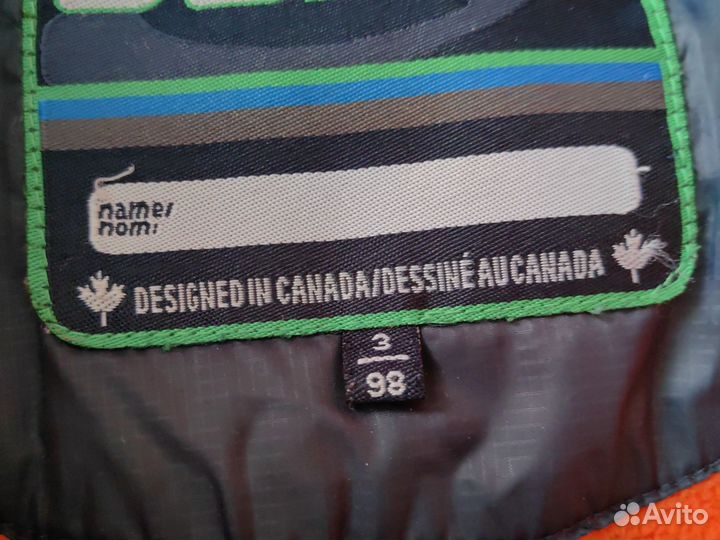 name/
nom:
DESIGNED IN CANADA/DESSINÉ AU CANADA
3
98
Avito